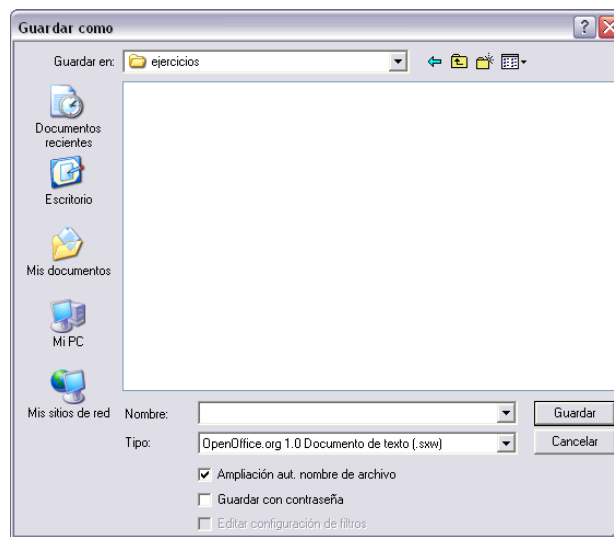 Guardar como
Guardar en:
ejercicios
Documentos
recientes
Escritorio
Mis documentos
Mi PC
Mis sitios de red
Nombre:
Guardar
Tipo:
OpenOffice.org 1.0 Documento de texto (.sxw)
Cancelar
Ampliación aut. nombre de archivo
Guardar con contraseña
Editar configuración de filtros